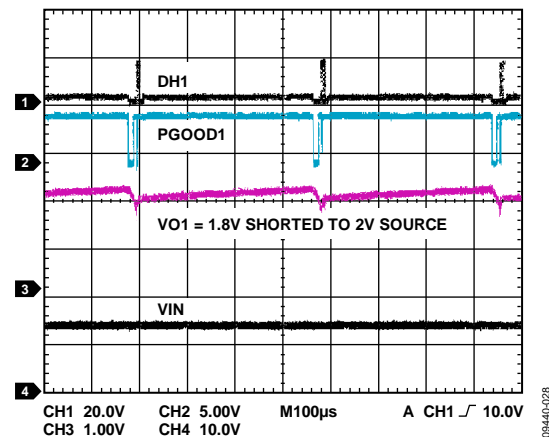 DH1
1
PGOOD1
2
VO1 = 1.8V SHORTED TO 2V SOURCE
3
VIN
4
CH1 20.0V CH2 5.00V M100µs A CH1 10.0V
CH3 1.00V CH4 10.0V
09440-028